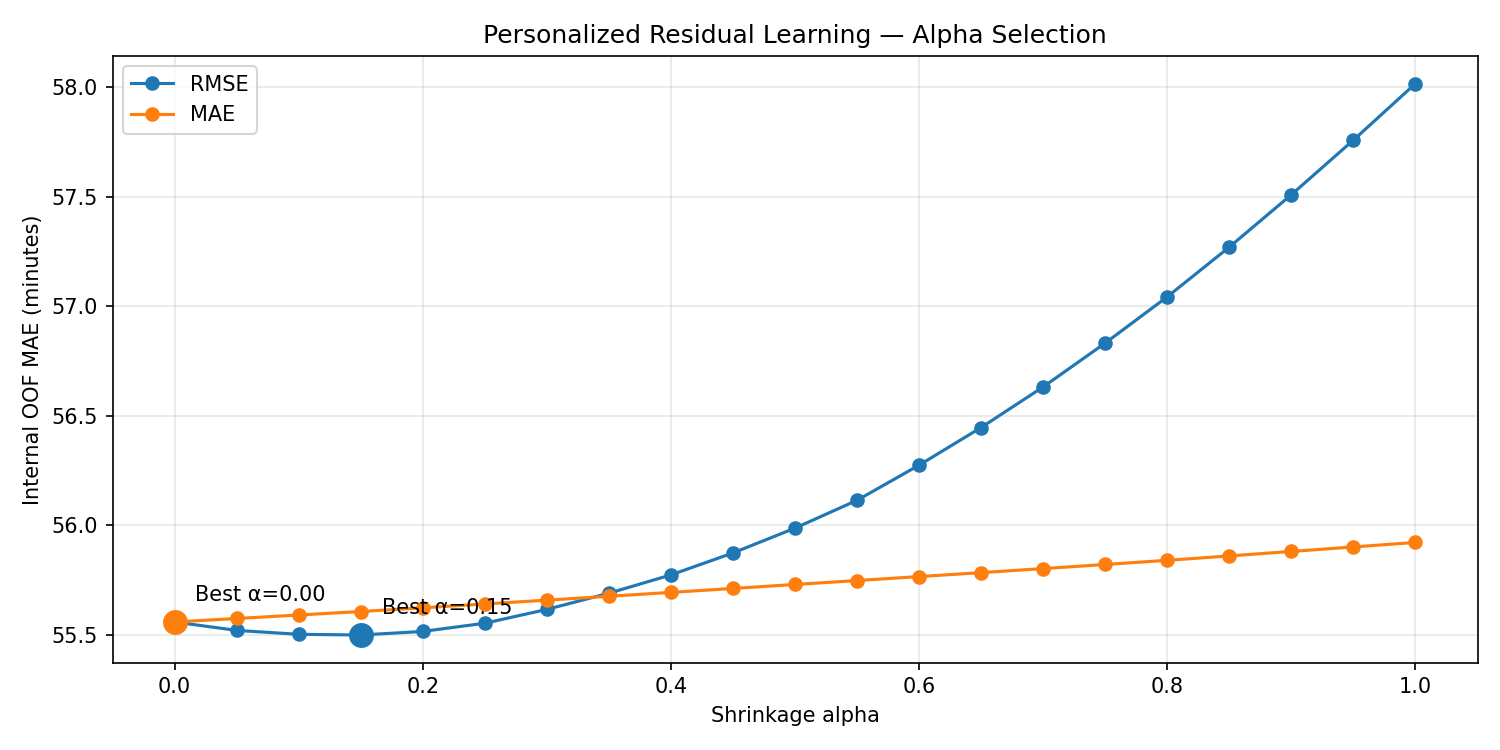 Personalized Residual Learning — Alpha Selection
RMSE
MAE
Internal OOF MAE (minutes)
58.0
57.5
57.0
56.5
56.0
55.5
Best α=0.00
Best α=0.15
0.0
0.2
0.4
0.6
0.8
1.0
Shrinkage alpha